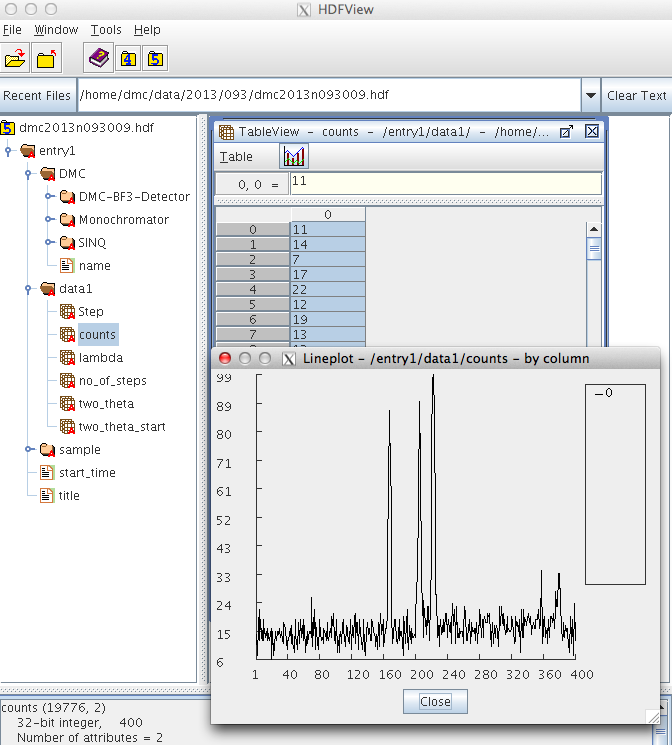 HDFView
File Window Tools Help
4 5
Recent Files /home/dmc/data/2013/093/dmc2013n093009.hdf Clear Text
5 dmc2013n093009.hdf
entry1
DMC
DMC-BF3-Detector
Monochromator
SINQ
name
data1
Step
counts
lambda
no_of_steps
two_theta
two_theta_start
sample
start_time
title
TableView - counts - /entry1/data1/ - /home/...
Table
0, 0 = 11
0
0 11
1 14
2 7
3 17
4 22
5 12
6 19
7 13
Lineplot - /entry1/data1/counts - by column
99
89
80
71
61
52
43
33
24
15
6
1 40 80 120 160 200 240 280 320 360 400
0
Close
counts (19776, 2)
32-bit integer, 400
Number of attributes = 2